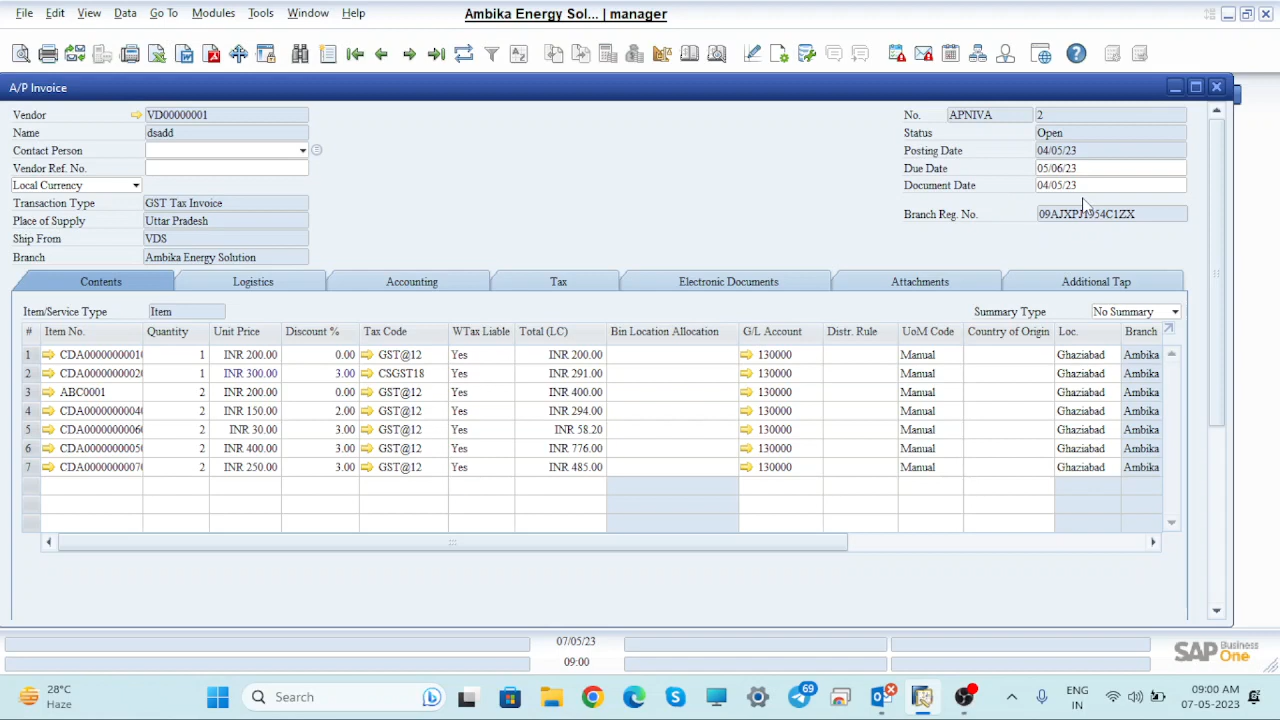 File Edit View Data Go To Modules Tools Window Help Ambika Energy Sol... | manager
A/P Invoice
Vendor VD00000001 No. APNIVA 2
Name dsadd Status Open
Contact Person Posting Date 04/05/23
Vendor Ref. No. Due Date 05/06/23
Local Currency Document Date 04/05/23
Transaction Type GST Tax Invoice
Place of Supply Uttar Pradesh Branch Reg. No. 09AJXPJ1954C1ZX
Ship From VDS
Branch Ambika Energy Solution
Contents Logistics Accounting Tax Electronic Documents Attachments Additional Tap
Item/Service Type Item Summary Type No Summary
# Item No. Quantity Unit Price Discount % Tax Code WTax Liable Total (LC) Bin Location Allocation G/L Account Distr. Rule UoM Code Country of Origin Loc. Branch
1 CDA0000000010 1 INR 200.00 0.00 GST@12 Yes INR 200.00 130000 Manual Ghaziabad Ambika
2 CDA0000000020 1 INR 300.00 3.00 CSGST18 Yes INR 291.00 130000 Manual Ghaziabad Ambika
3 ABC0001 2 INR 200.00 0.00 GST@12 Yes INR 400.00 130000 Manual Ghaziabad Ambika
4 CDA0000000040 2 INR 150.00 2.00 GST@12 Yes INR 294.00 130000 Manual Ghaziabad Ambika
5 CDA0000000060 2 INR 30.00 3.00 GST@12 Yes INR 58.20 130000 Manual Ghaziabad Ambika
6 CDA0000000050 2 INR 400.00 3.00 GST@12 Yes INR 776.00 130000 Manual Ghaziabad Ambika
7 CDA0000000070 2 INR 250.00 3.00 GST@12 Yes INR 485.00 130000 Manual Ghaziabad Ambika
07/05/23
09:00
SAP Business One
28°C
Haze
Search
69
ENG
IN
09:00 AM
07-05-2023